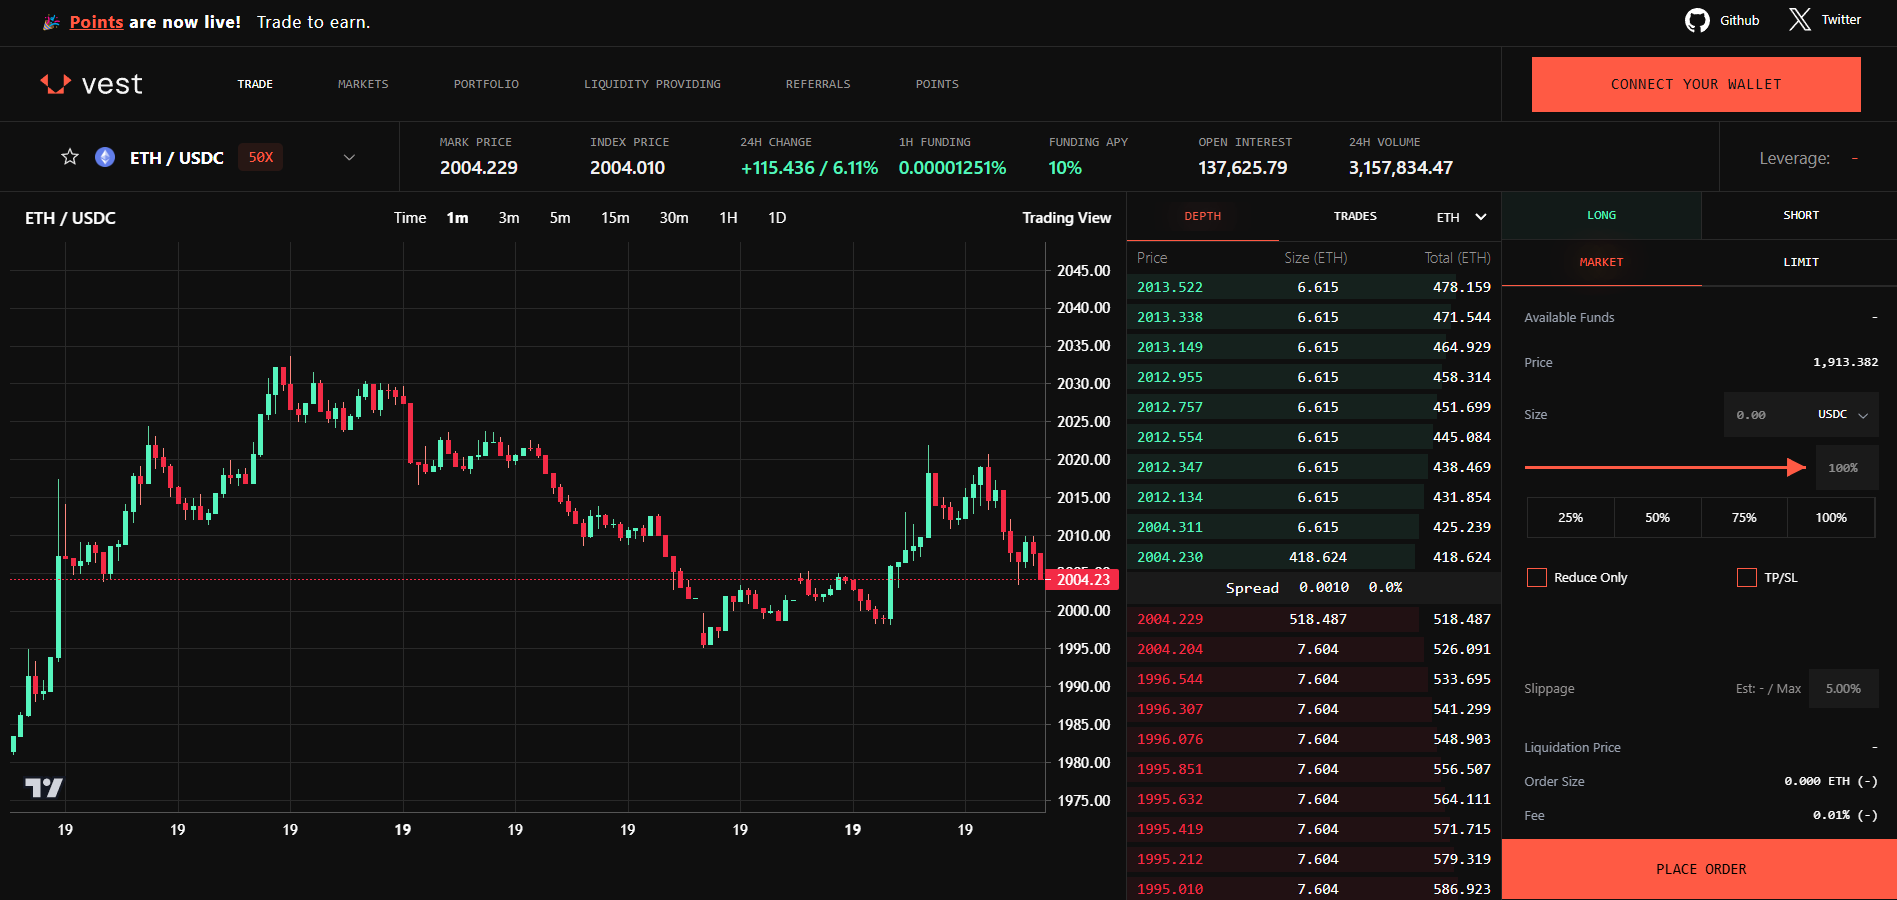 Points are now live! Trade to earn.
Github
Twitter
vest
TRADE
MARKETS
PORTFOLIO
LIQUIDITY PROVIDING
REFERRALS
POINTS
CONNECT YOUR WALLET
ETH / USDC
50X
MARK PRICE
2004.229
INDEX PRICE
2004.010
24H CHANGE
+115.436 / 6.11%
1H FUNDING
0.00001251%
FUNDING APY
10%
OPEN INTEREST
137,625.79
24H VOLUME
3,157,834.47
Leverage: -
ETH / USDC
Time 1m 3m 5m 15m 30m 1H 1D
Trading View
2045.00
2040.00
2035.00
2030.00
2025.00
2020.00
2015.00
2010.00
2004.23
2000.00
1995.00
1990.00
1985.00
1980.00
1975.00
19 19 19 19 19 19 19 19 19
DEPTH
TRADES
ETH
Price Size (ETH) Total (ETH)
2013.522 6.615 478.159
2013.338 6.615 471.544
2013.149 6.615 464.929
2012.955 6.615 458.314
2012.757 6.615 451.699
2012.554 6.615 445.084
2012.347 6.615 438.469
2012.134 6.615 431.854
2004.311 6.615 425.239
2004.230 418.624 418.624
Spread 0.0010 0.0%
2004.229 518.487 518.487
2004.204 7.604 526.091
1996.544 7.604 533.695
1996.307 7.604 541.299
1996.076 7.604 548.903
1995.851 7.604 556.507
1995.632 7.604 564.111
1995.419 7.604 571.715
1995.212 7.604 579.319
1995.010 7.604 586.923
LONG
SHORT
MARKET
LIMIT
Available Funds -
Price 1,913.382
Size 0.00 USDC
100%
25% 50% 75% 100%
Reduce Only
TP/SL
Slippage Est: - / Max 5.00%
Liquidation Price -
Order Size 0.000 ETH (-)
Fee 0.01% (-)
PLACE ORDER